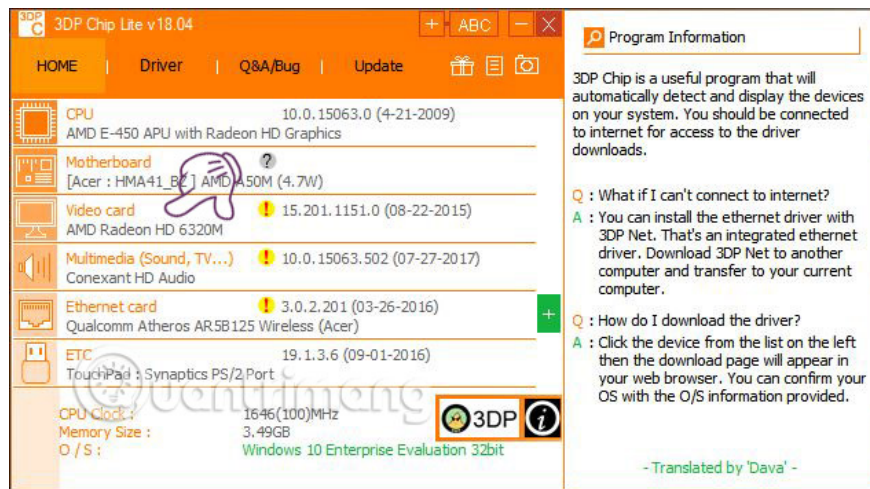 3DP
C
3DP Chip Lite v18.04
+ ABC
HOME | Driver | Q&A/Bug | Update
CPU 10.0.15063.0 (4-21-2009)
AMD E-450 APU with Radeon HD Graphics
Motherboard ?
[Acer : HMA41_BZ ] AMD A50M (4.7W)
Video card ! 15.201.1151.0 (08-22-2015)
AMD Radeon HD 6320M
Multimedia (Sound, TV...) ! 10.0.15063.502 (07-27-2017)
Conexant HD Audio
Ethernet card ! 3.0.2.201 (03-26-2016)
Qualcomm Atheros AR5B125 Wireless (Acer)
+
ETC 19.1.3.6 (09-01-2016)
TouchPad : Synaptics PS/2 Port
Quantrimang
CPU Clock : 1646(100)MHz
Memory Size : 3.49GB
O / S : Windows 10 Enterprise Evaluation 32bit
3DP i
Program Information
3DP Chip is a useful program that will
automatically detect and display the devices
on your system. You should be connected
to internet for access to the driver
downloads.
Q : What if I can't connect to internet?
A : You can install the ethernet driver with
3DP Net. That's an integrated ethernet
driver. Download 3DP Net to another
computer and transfer to your current
computer.
Q : How do I download the driver?
A : Click the device from the list on the left
then the download page will appear in
your web browser. You can confirm your
OS with the O/S information provided.
- Translated by 'Dava' -